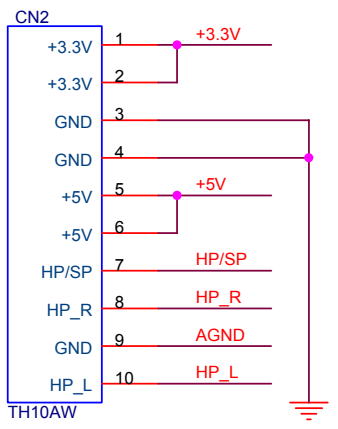 CN2
+3.3V 1 +3.3V
+3.3V 2
GND 3
GND 4
+5V 5 +5V
+5V 6
HP/SP 7 HP/SP
HP_R 8 HP_R
GND 9 AGND
HP_L 10 HP_L
TH10AW